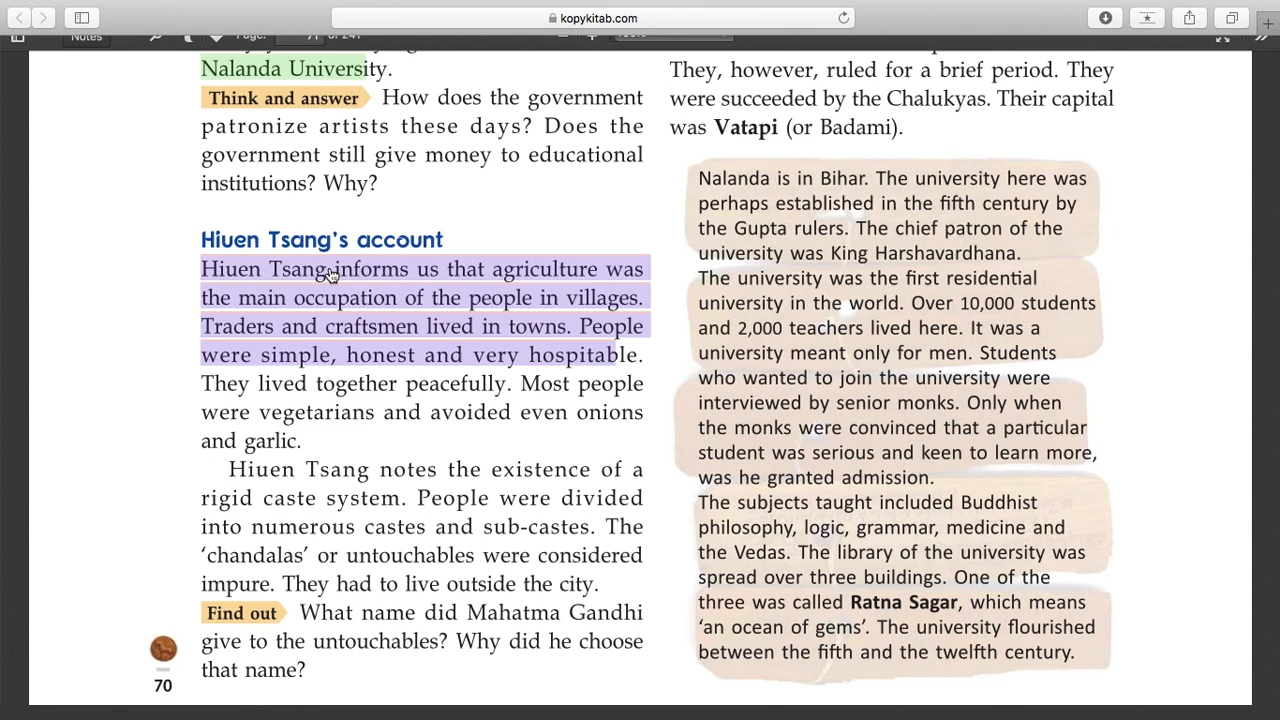 kopykitab.com
Notes
Page:
71 of 241
Nalanda University.
Think and answer How does the government
patronize artists these days? Does the
government still give money to educational
institutions? Why?
Hiuen Tsang's account
Hiuen Tsang informs us that agriculture was
the main occupation of the people in villages.
Traders and craftsmen lived in towns. People
were simple, honest and very hospitable.
They lived together peacefully. Most people
were vegetarians and avoided even onions
and garlic.
Hiuen Tsang notes the existence of a
rigid caste system. People were divided
into numerous castes and sub-castes. The
‘chandalas’ or untouchables were considered
impure. They had to live outside the city.
Find out What name did Mahatma Gandhi
give to the untouchables? Why did he choose
that name?
70
They, however, ruled for a brief period. They
were succeeded by the Chalukyas. Their capital
was Vatapi (or Badami).
Nalanda is in Bihar. The university here was
perhaps established in the fifth century by
the Gupta rulers. The chief patron of the
university was King Harshavardhana.
The university was the first residential
university in the world. Over 10,000 students
and 2,000 teachers lived here. It was a
university meant only for men. Students
who wanted to join the university were
interviewed by senior monks. Only when
the monks were convinced that a particular
student was serious and keen to learn more,
was he granted admission.
The subjects taught included Buddhist
philosophy, logic, grammar, medicine and
the Vedas. The library of the university was
spread over three buildings. One of the
three was called Ratna Sagar, which means
‘an ocean of gems’. The university flourished
between the fifth and the twelfth century.